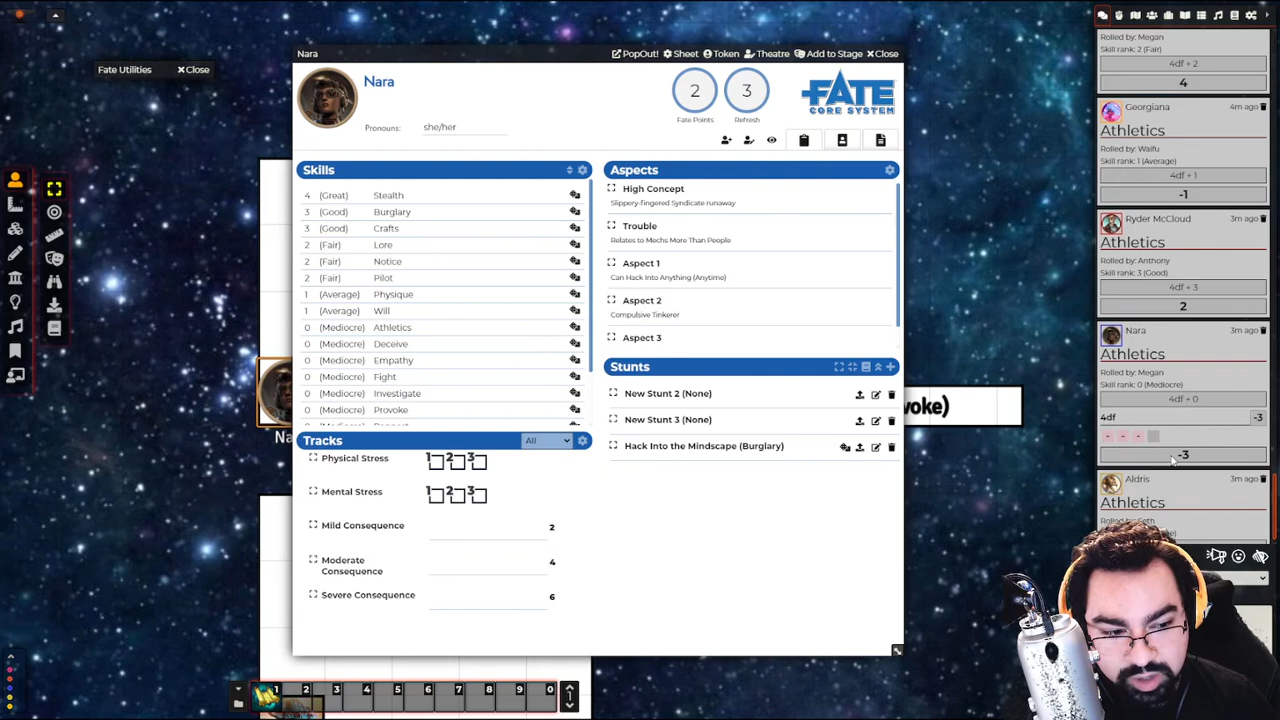 Fate Utilities
Close
Nara
PopOut!
Sheet
Token
Theatre
Add to Stage
Close
Nara
Pronouns:
she/her
2
Fate Points
3
Refresh
FATE
CORE SYSTEM
Skills
4 (Great) Stealth
3 (Good) Burglary
3 (Good) Crafts
2 (Fair) Lore
2 (Fair) Notice
2 (Fair) Pilot
1 (Average) Physique
1 (Average) Will
0 (Mediocre) Athletics
0 (Mediocre) Deceive
0 (Mediocre) Empathy
0 (Mediocre) Fight
0 (Mediocre) Investigate
0 (Mediocre) Provoke
Tracks
All
Physical Stress
1 2 3
Mental Stress
1 2 3
Mild Consequence
2
Moderate
Consequence
4
Severe Consequence
6
Aspects
High Concept
Slippery-fingered Syndicate runaway
Trouble
Relates to Mechs More Than People
Aspect 1
Can Hack Into Anything (Anytime)
Aspect 2
Compulsive Tinkerer
Aspect 3
Stunts
New Stunt 2 (None)
New Stunt 3 (None)
Hack Into the Mindscape (Burglary)
voke)
Na
1 2 3 4 5 6 7 8 9 0
1
Rolled by: Megan
Skill rank: 2 (Fair)
4df + 2
4
Georgiana
4m ago
Athletics
Rolled by: Waifu
Skill rank: 1 (Average)
4df + 1
-1
Ryder McCloud
3m ago
Athletics
Rolled by: Anthony
Skill rank: 3 (Good)
4df + 3
2
Nara
3m ago
Athletics
Rolled by: Megan
Skill rank: 0 (Mediocre)
4df + 0
4df
-3
- - -
-3
Aldris
3m ago
Athletics